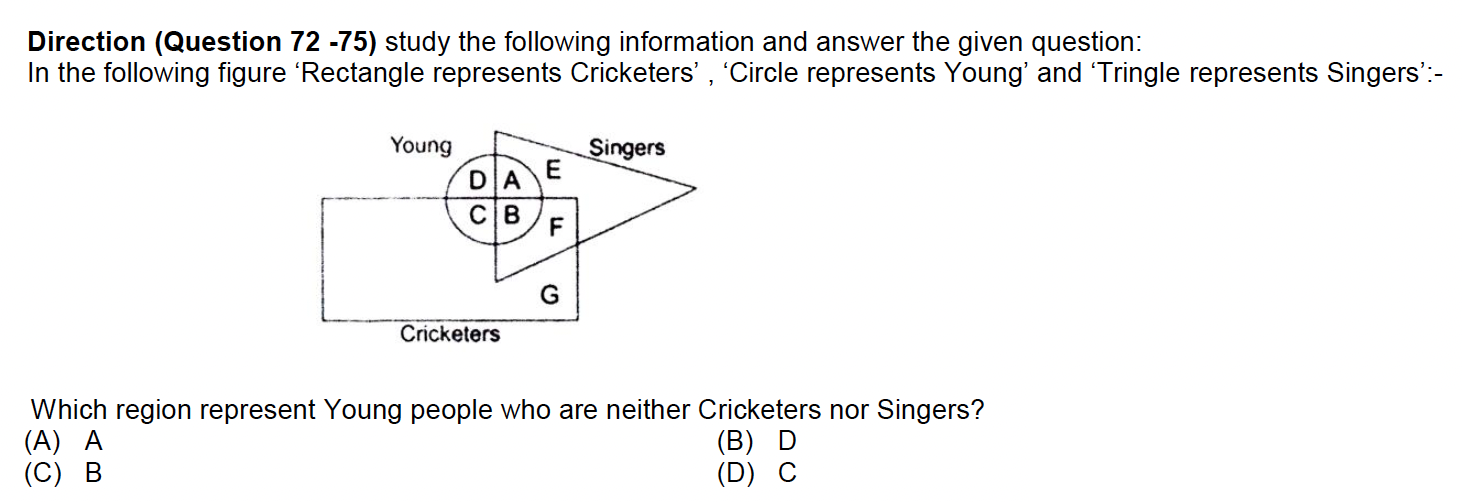 Direction (Question 72 -75) study the following information and answer the given question:
In the following figure ‘Rectangle represents Cricketers’ , ‘Circle represents Young’ and ‘Tringle represents Singers’:-
Young
Singers
D A E
C B F
G
Cricketers
Which region represent Young people who are neither Cricketers nor Singers?
(A) A (B) D
(C) B (D) C